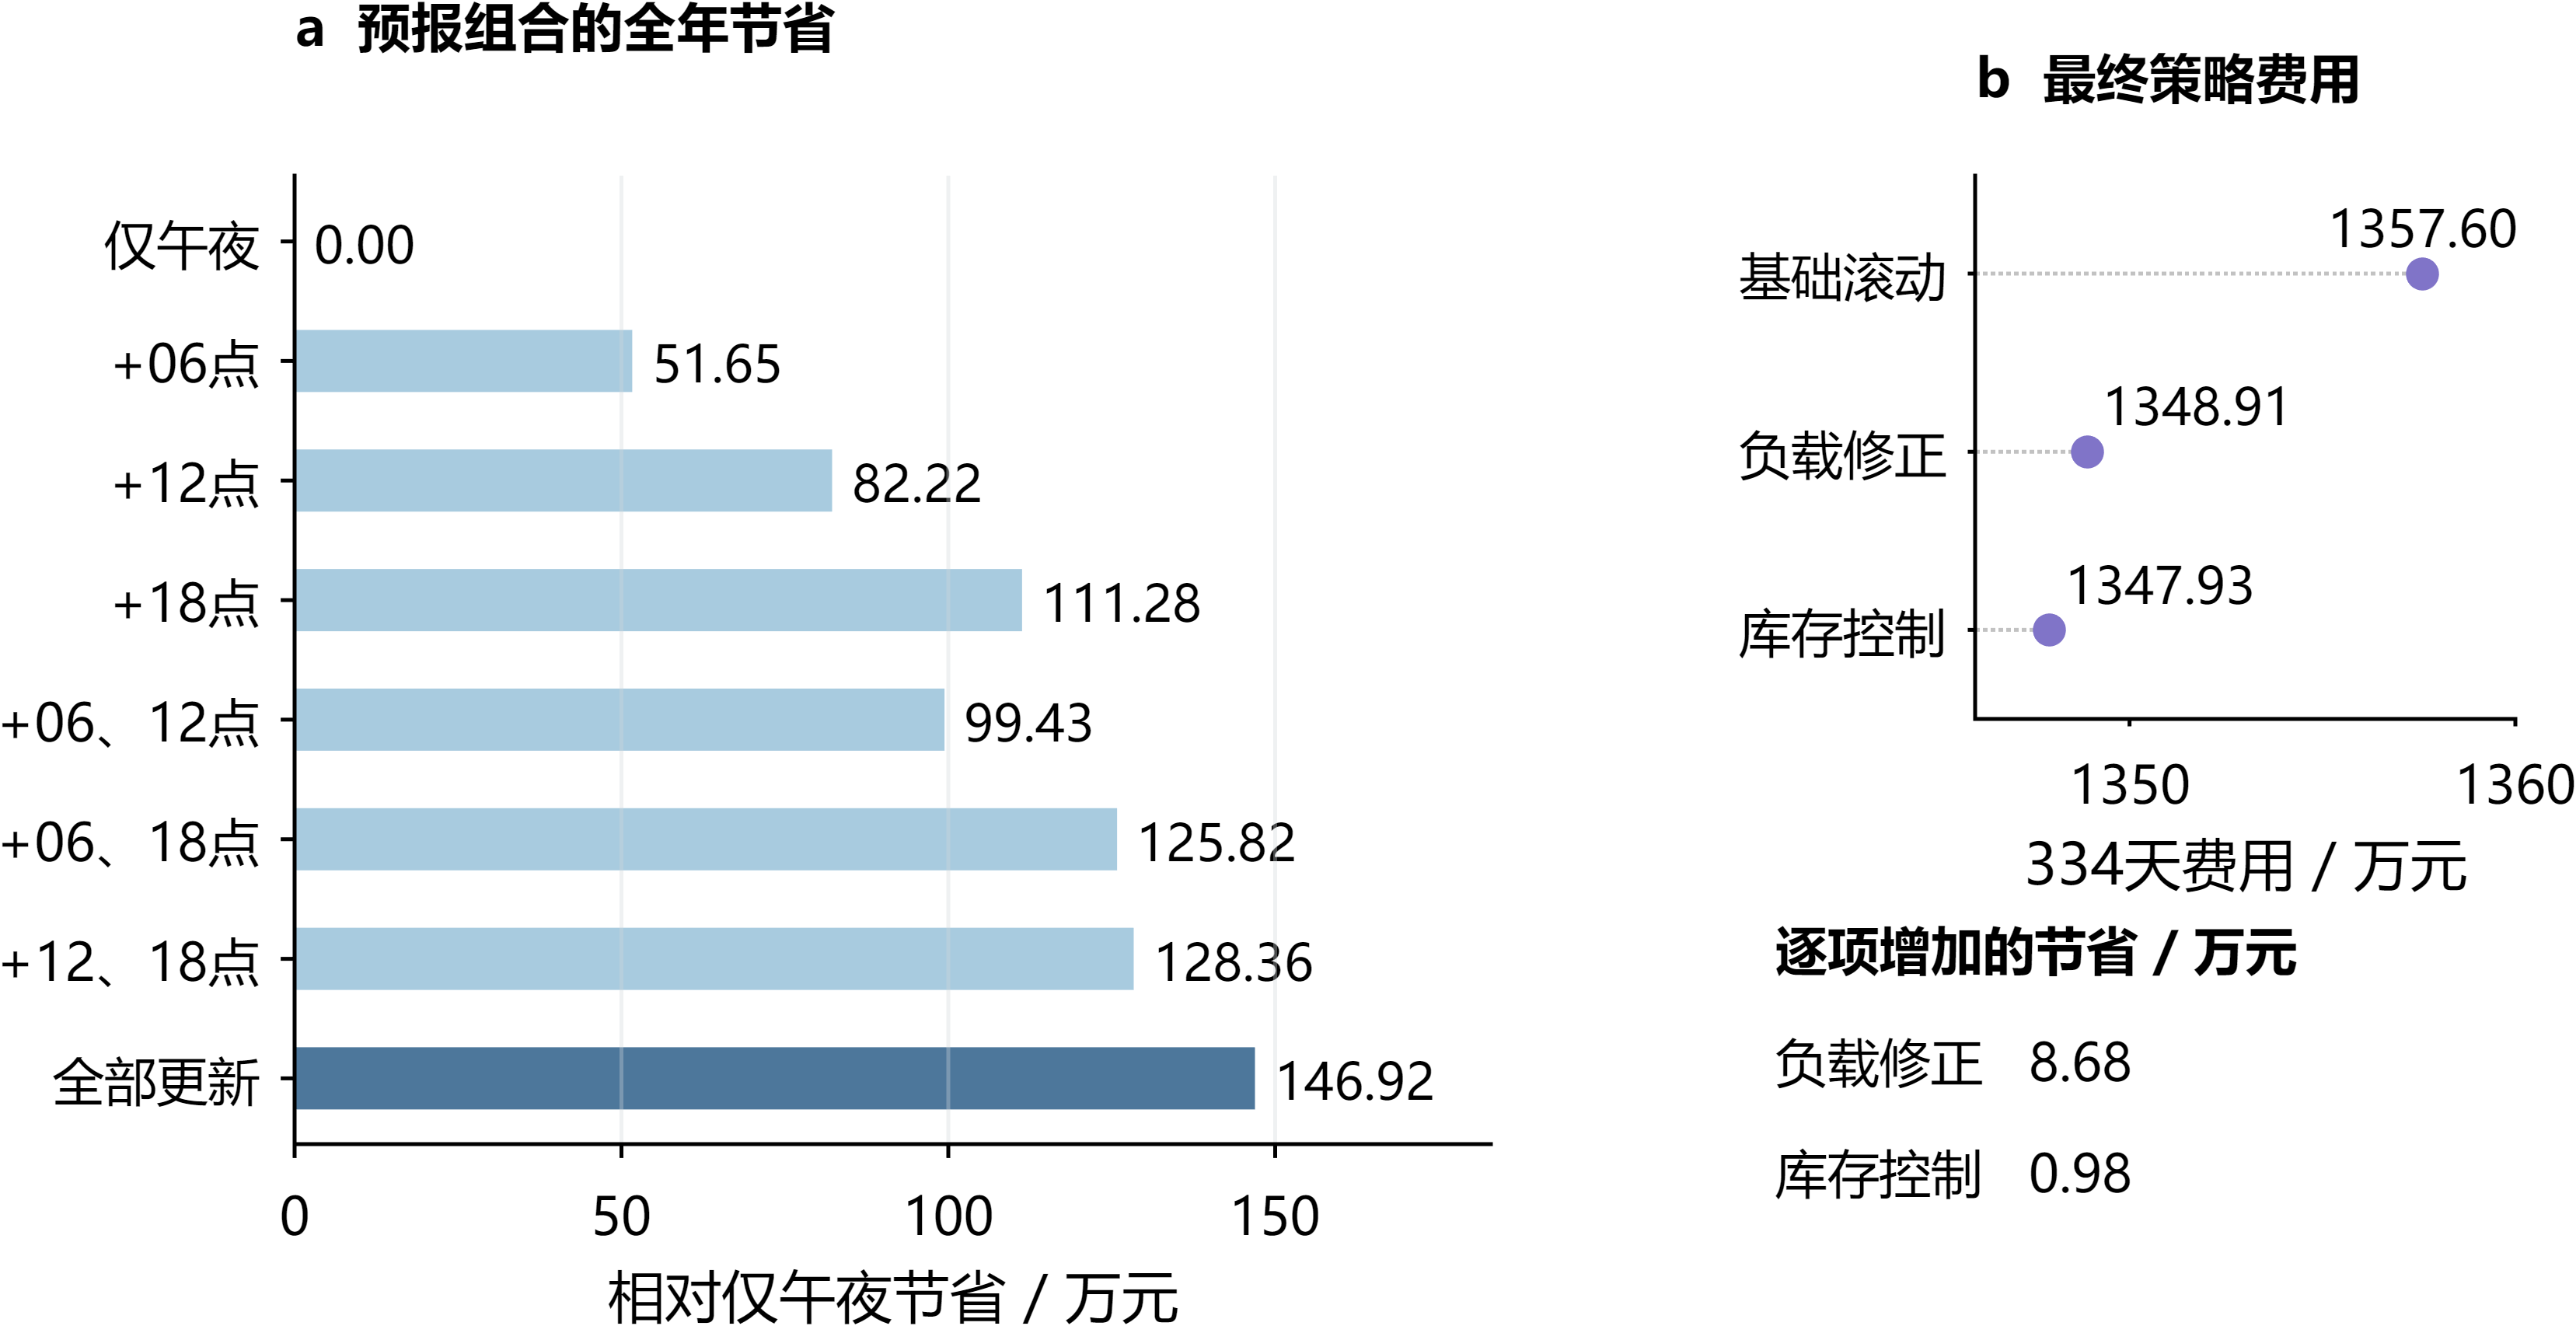 a 预报组合的全年节省
仅午夜 0.00
+06点 51.65
+12点 82.22
+18点 111.28
+06、12点 99.43
+06、18点 125.82
+12、18点 128.36
全部更新 146.92
0 50 100 150
相对仅午夜节省 / 万元
b 最终策略费用
1357.60
基础滚动
1348.91
负载修正
1347.93
库存控制
1350 1360
334天费用 / 万元
逐项增加的节省 / 万元
负载修正 8.68
库存控制 0.98